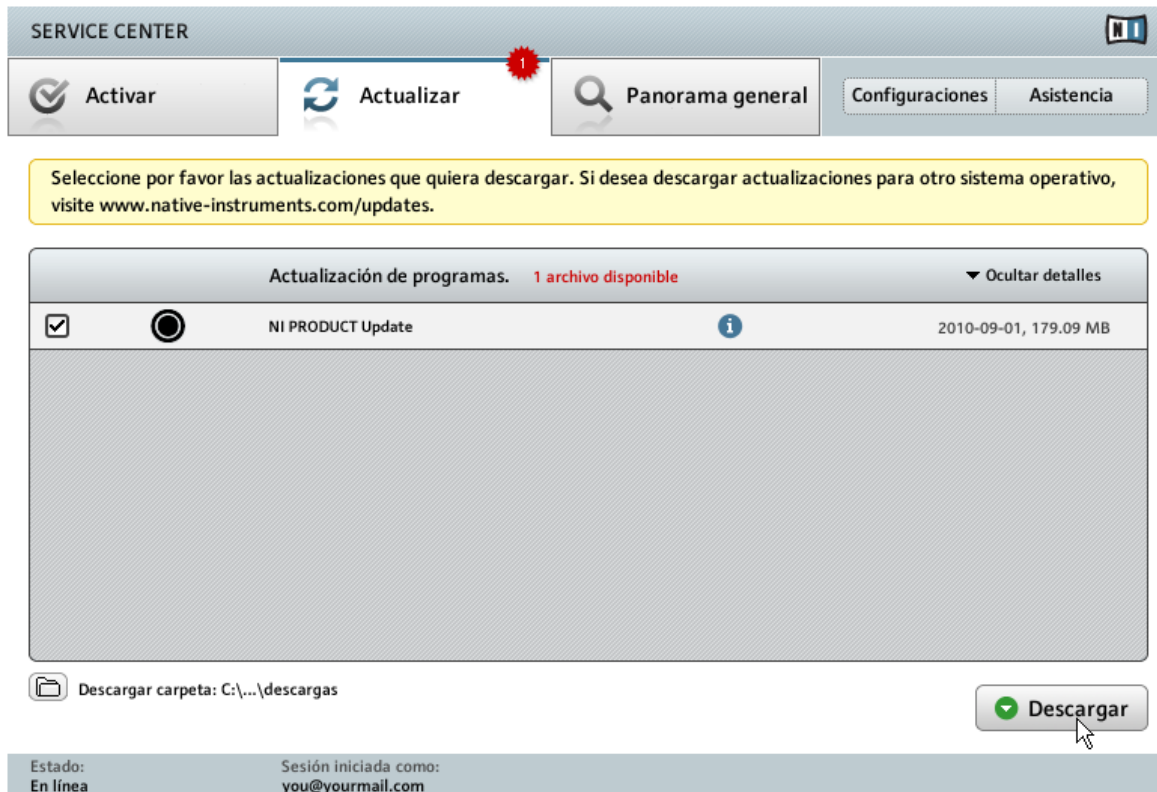 SERVICE CENTER
NI
Activar
Actualizar
1
Panorama general
Configuraciones
Asistencia
Seleccione por favor las actualizaciones que quiera descargar. Si desea descargar actualizaciones para otro sistema operativo,
visite www.native-instruments.com/updates.
Actualización de programas. 1 archivo disponible
Ocultar detalles
NI PRODUCT Update
i
2010-09-01, 179.09 MB
Descargar carpeta: C:\...\descargas
Descargar
Estado:
En línea
Sesión iniciada como:
you@yourmail.com